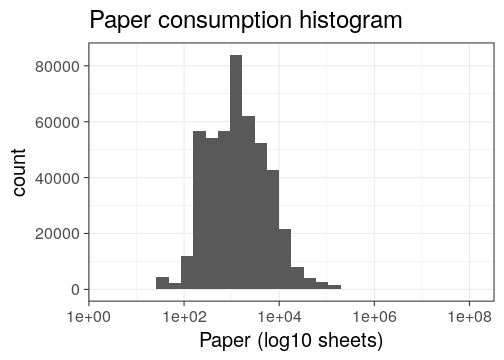 Paper consumption histogram
80000
60000
40000
20000
0
count
1e+00 1e+02 1e+04 1e+06 1e+08
Paper (log10 sheets)